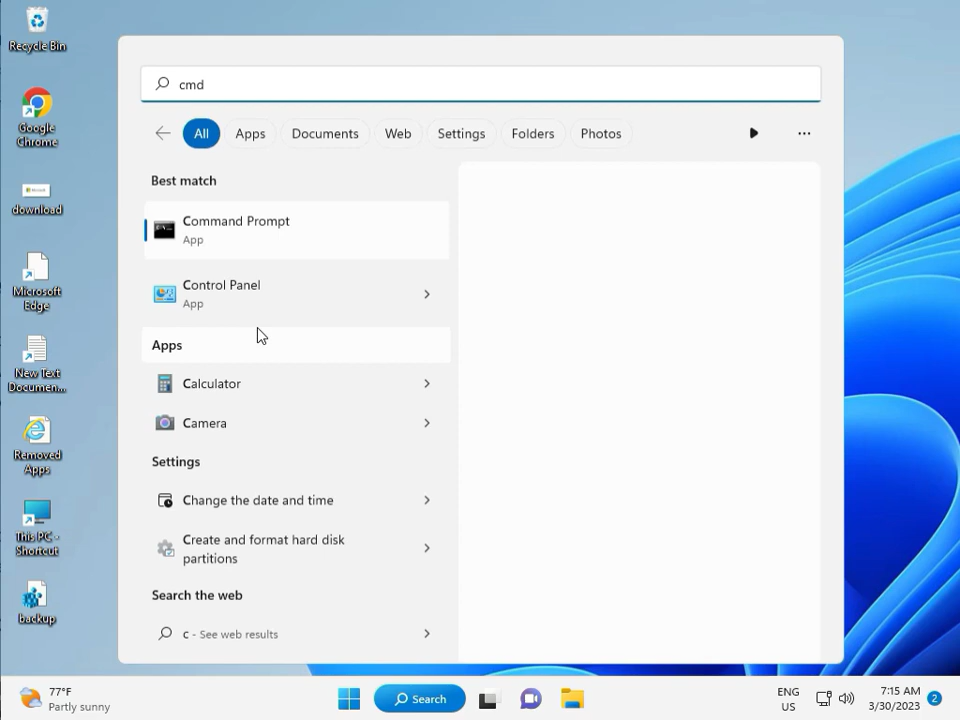 Recycle Bin
Google
Chrome
download
Microsoft
Edge
New Text
Documen...
Removed
Apps
This PC -
Shortcut
backup
cmd
All
Apps
Documents
Web
Settings
Folders
Photos
Best match
Command Prompt
App
Control Panel
App
Apps
Calculator
Camera
Settings
Change the date and time
Create and format hard disk
partitions
Search the web
c - See web results
77°F
Partly sunny
Search
ENG
US
7:15 AM
3/30/2023
2